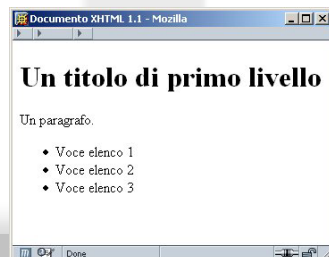 Documento XHTML 1.1 - Mozilla
Un titolo di primo livello
Un paragrafo.
Voce elenco 1
Voce elenco 2
Voce elenco 3
Done